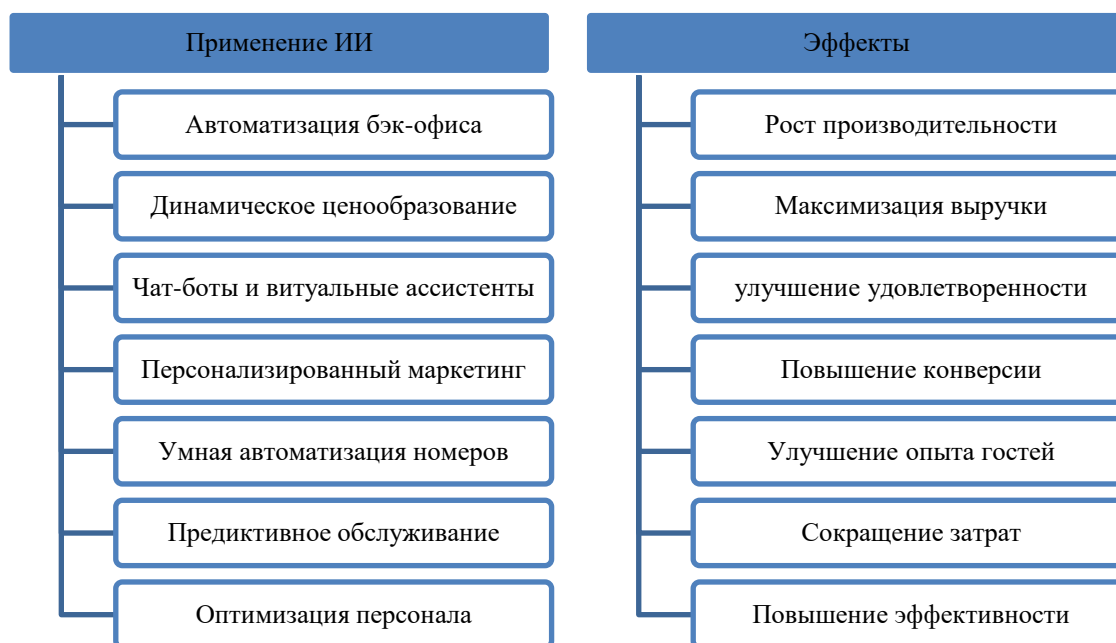 Применение ИИ
Автоматизация бэк-офиса
Динамическое ценообразование
Чат-боты и витуальные ассистенты
Персонализированный маркетинг
Умная автоматизация номеров
Предиктивное обслуживание
Оптимизация персонала
Эффекты
Рост производительности
Максимизация выручки
улучшение удовлетворенности
Повышение конверсии
Улучшение опыта гостей
Сокращение затрат
Повышение эффективности